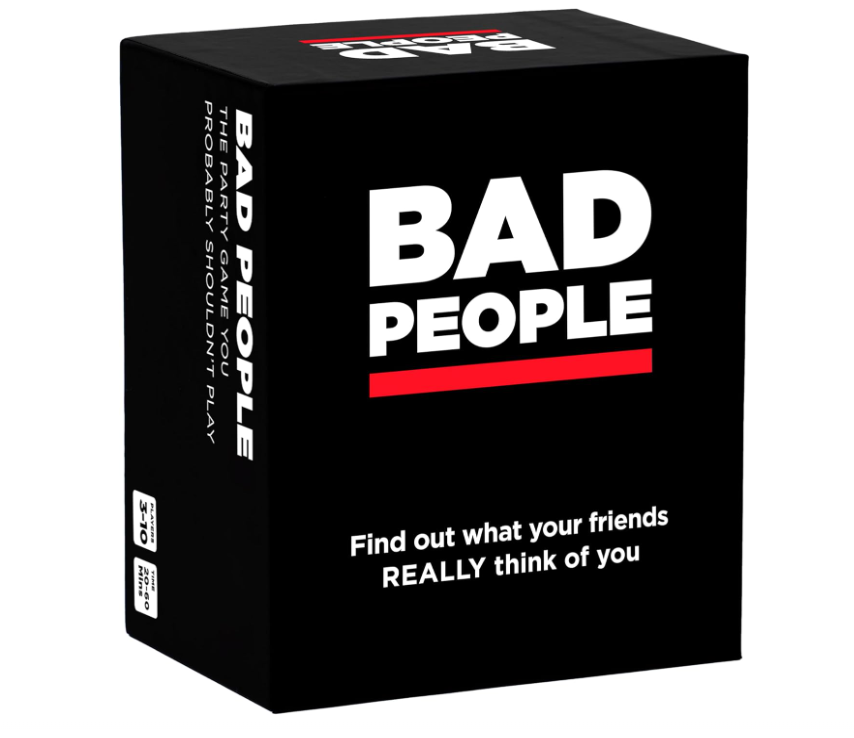 BAD
PEOPLE
BAD
PEOPLE
Find out what your friends
REALLY think of you
BAD PEOPLE
THE PARTY GAME YOU
PROBABLY SHOULDN'T PLAY
PLAYERS
3-10
TIME
20-60
Mins